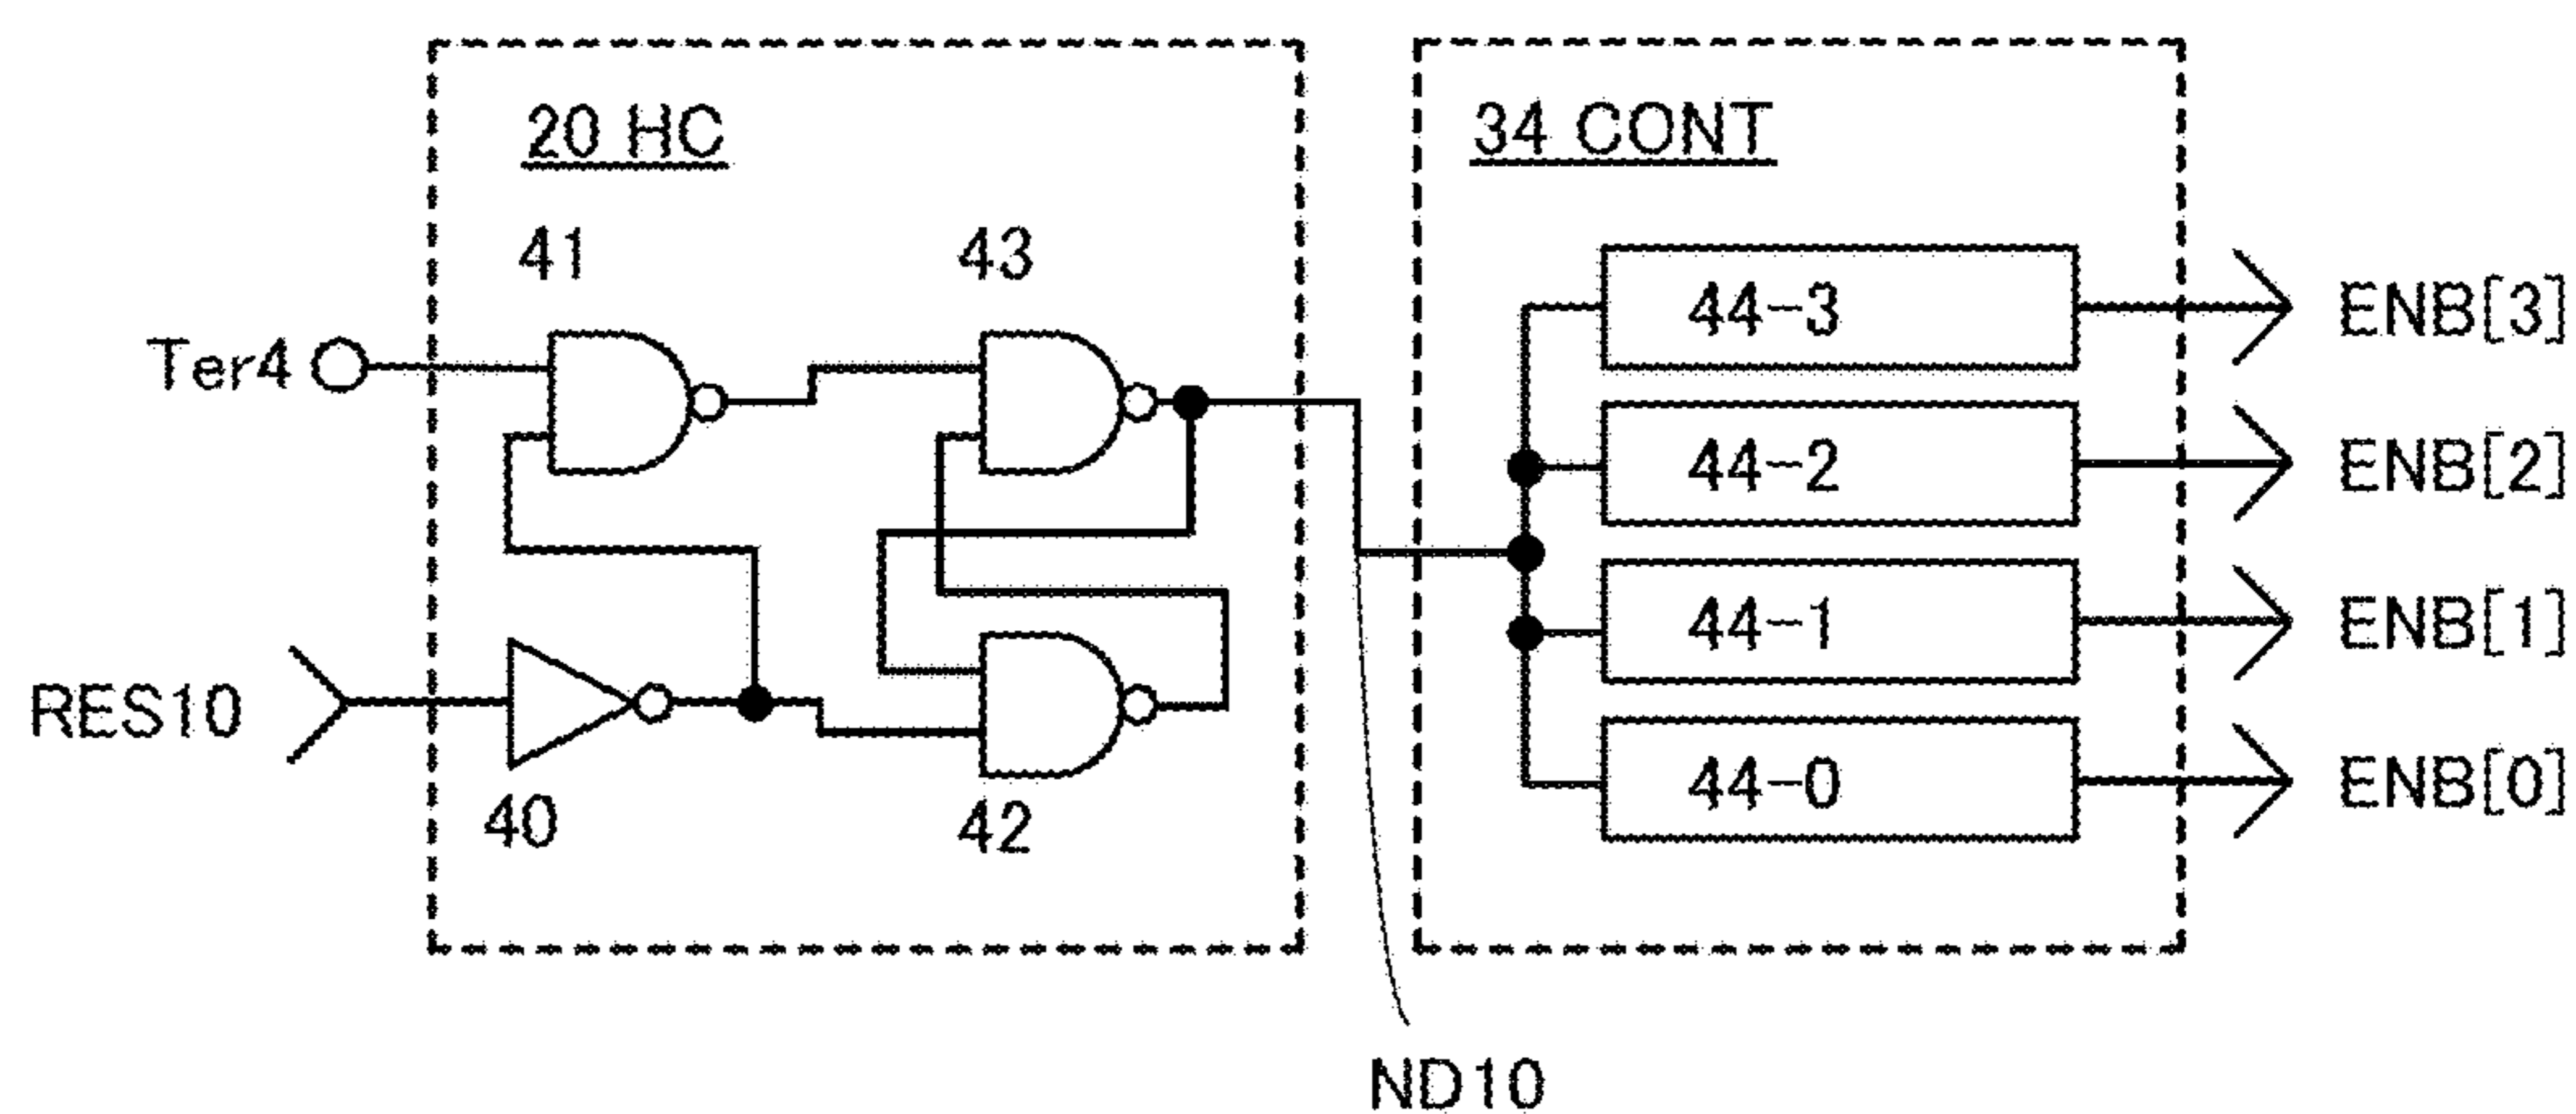 20 HC
34 CONT
41
43
Ter4
44-3
ENB[3]
44-2
ENB[2]
44-1
ENB[1]
RES10
44-0
ENB[0]
40
42
ND10